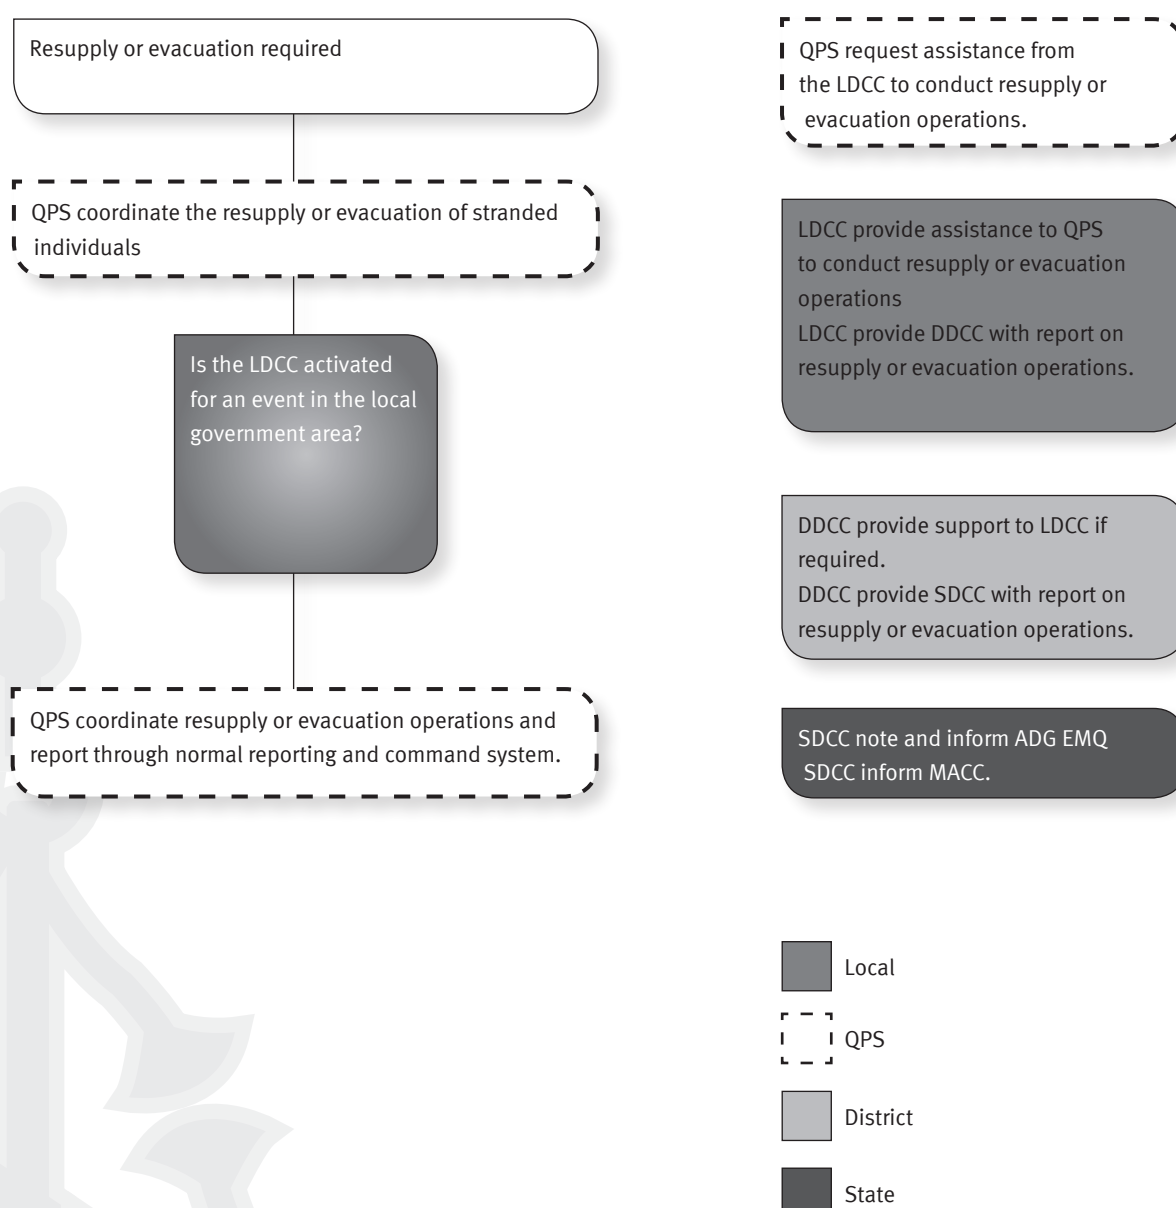 Resupply or evacuation required
QPS coordinate the resupply or evacuation of stranded
individuals
Is the LDCC activated
for an event in the local
government area?
QPS coordinate resupply or evacuation operations and
report through normal reporting and command system.
QPS request assistance from
the LDCC to conduct resupply or
evacuation operations.
LDCC provide assistance to QPS
to conduct resupply or evacuation
operations
LDCC provide DDCC with report on
resupply or evacuation operations.
DDCC provide support to LDCC if
required.
DDCC provide SDCC with report on
resupply or evacuation operations.
SDCC note and inform ADG EMQ
SDCC inform MACC.
Local
QPS
District
State